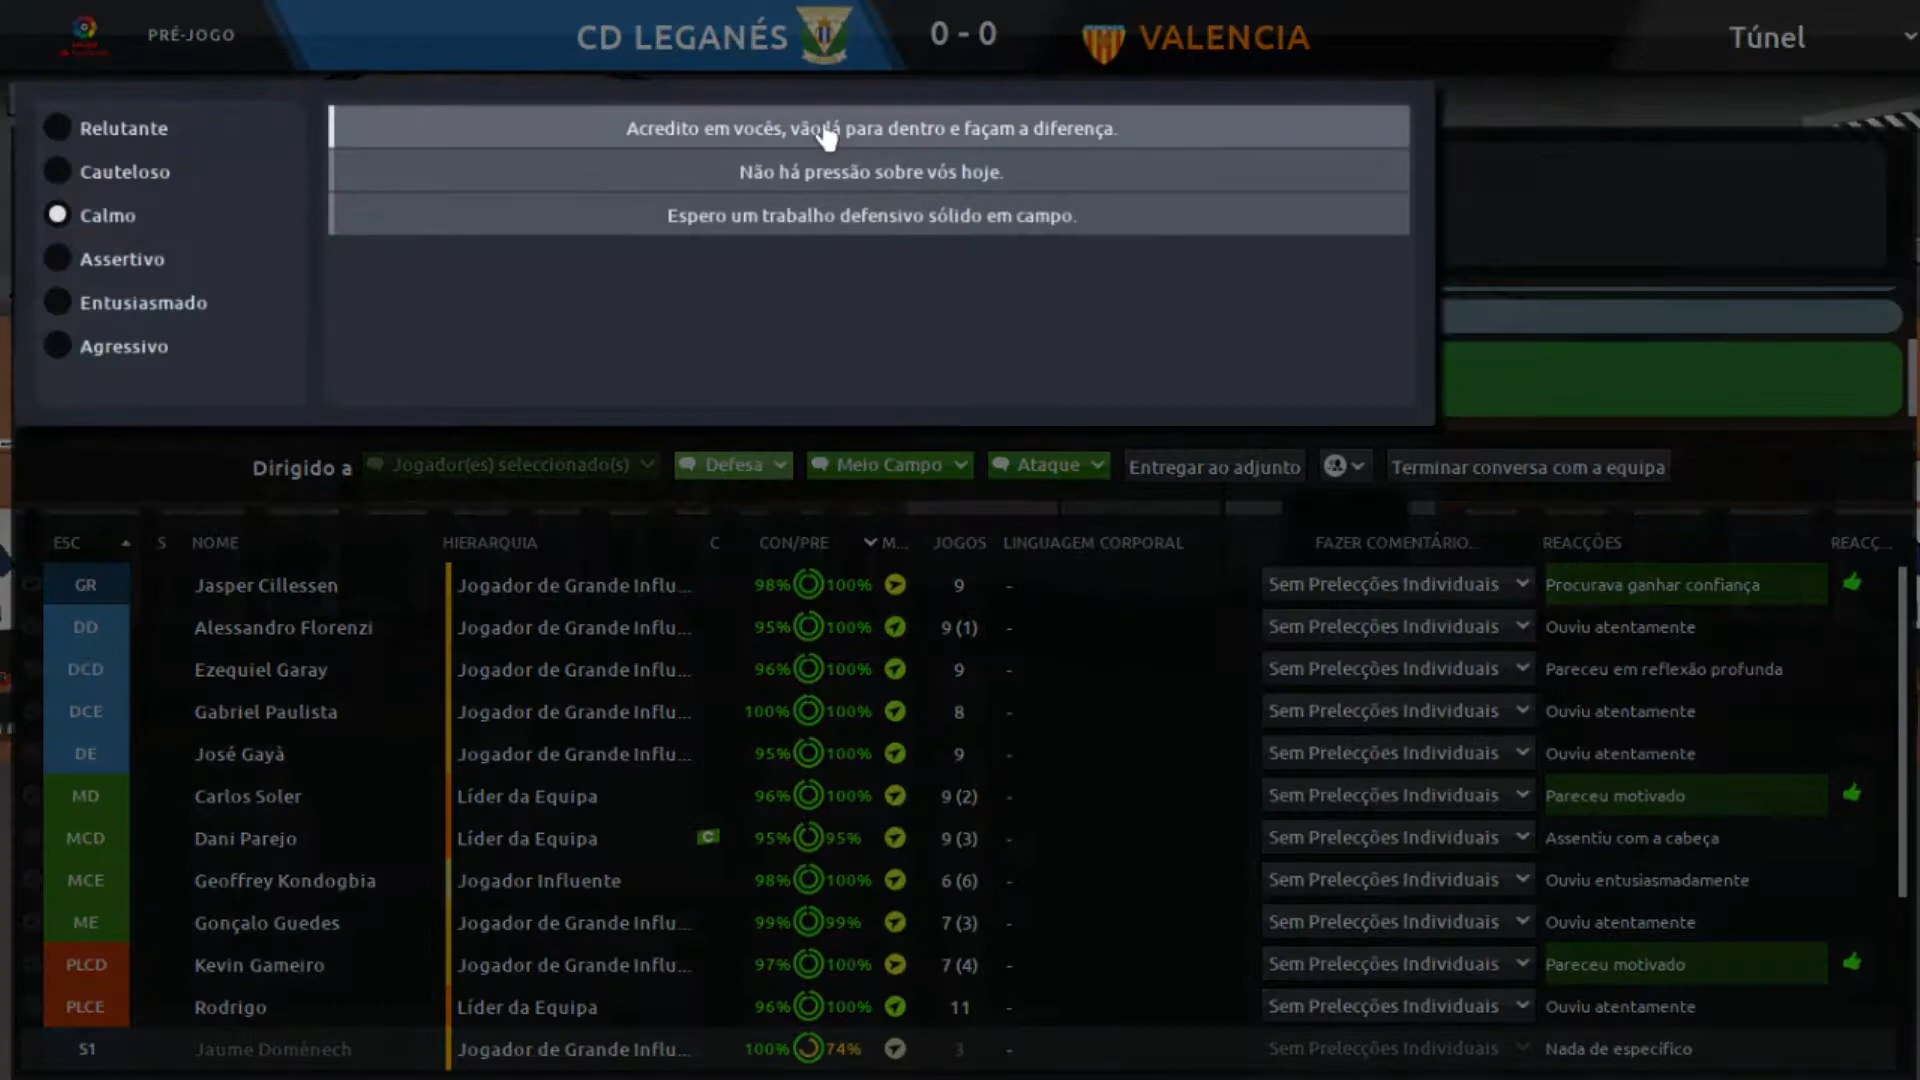 PRÉ-JOGO
CD LEGANÉS 0 - 0 VALENCIA
Túnel
Relutante
Cauteloso
Calmo
Assertivo
Entusiasmado
Agressivo
Acredito em vocês, vão lá para dentro e façam a diferença.
Não há pressão sobre vós hoje.
Espero um trabalho defensivo sólido em campo.
Dirigido a Jogador(es) seleccionado(s) Defesa Meio Campo Ataque Entregar ao adjunto Terminar conversa com a equipa
ESC S NOME HIERARQUIA C CON/PRE M... JOGOS LINGUAGEM CORPORAL FAZER COMENTÁRIO... REACÇÕES REACÇ...
GR Jasper Cillessen Jogador de Grande Influ... 98% 100% 9 - Sem Prelecções Individuais Procurava ganhar confiança
DD Alessandro Florenzi Jogador de Grande Influ... 95% 100% 9 (1) - Sem Prelecções Individuais Ouviu atentamente
DCD Ezequiel Garay Jogador de Grande Influ... 96% 100% 9 - Sem Prelecções Individuais Pareceu em reflexão profunda
DCE Gabriel Paulista Jogador de Grande Influ... 100% 100% 8 - Sem Prelecções Individuais Ouviu atentamente
DE José Gayà Jogador de Grande Influ... 95% 100% 9 - Sem Prelecções Individuais Ouviu atentamente
MD Carlos Soler Líder da Equipa 96% 100% 9 (2) - Sem Prelecções Individuais Pareceu motivado
MCD Dani Parejo Líder da Equipa C 95% 95% 9 (3) - Sem Prelecções Individuais Assentiu com a cabeça
MCE Geoffrey Kondogbia Jogador Influente 98% 100% 6 (6) - Sem Prelecções Individuais Ouviu entusiasmadamente
ME Gonçalo Guedes Jogador de Grande Influ... 99% 99% 7 (3) - Sem Prelecções Individuais Ouviu atentamente
PLCD Kevin Gameiro Jogador de Grande Influ... 97% 100% 7 (4) - Sem Prelecções Individuais Pareceu motivado
PLCE Rodrigo Líder da Equipa 96% 100% 11 - Sem Prelecções Individuais Ouviu atentamente
S1 Jaume Doménech Jogador de Grande Influ... 100% 74% 3 - Sem Prelecções Individuais Nada de específico